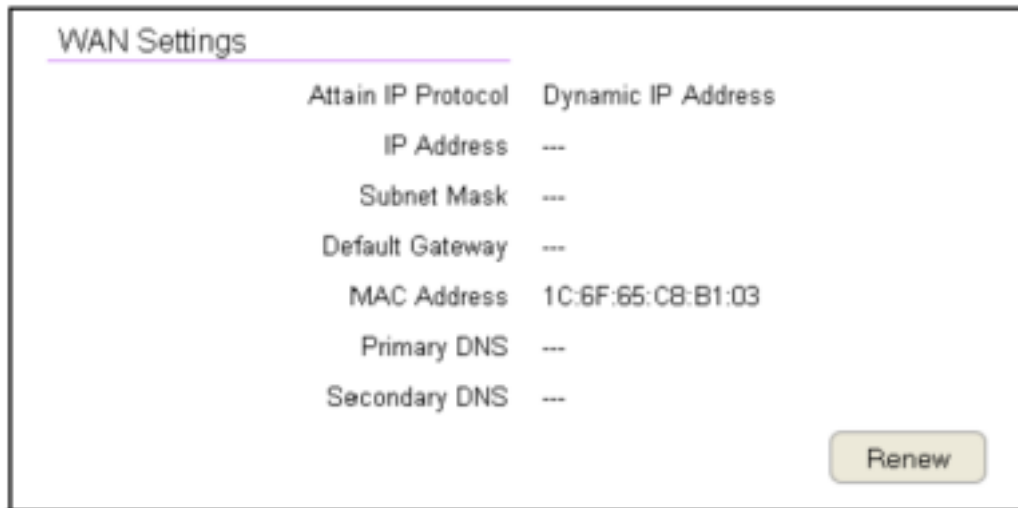 WAN Settings
Attain IP Protocol Dynamic IP Address
IP Address ---
Subnet Mask ---
Default Gateway ---
MAC Address 1C:6F:65:C8:B1:03
Primary DNS ---
Secondary DNS ---
Renew